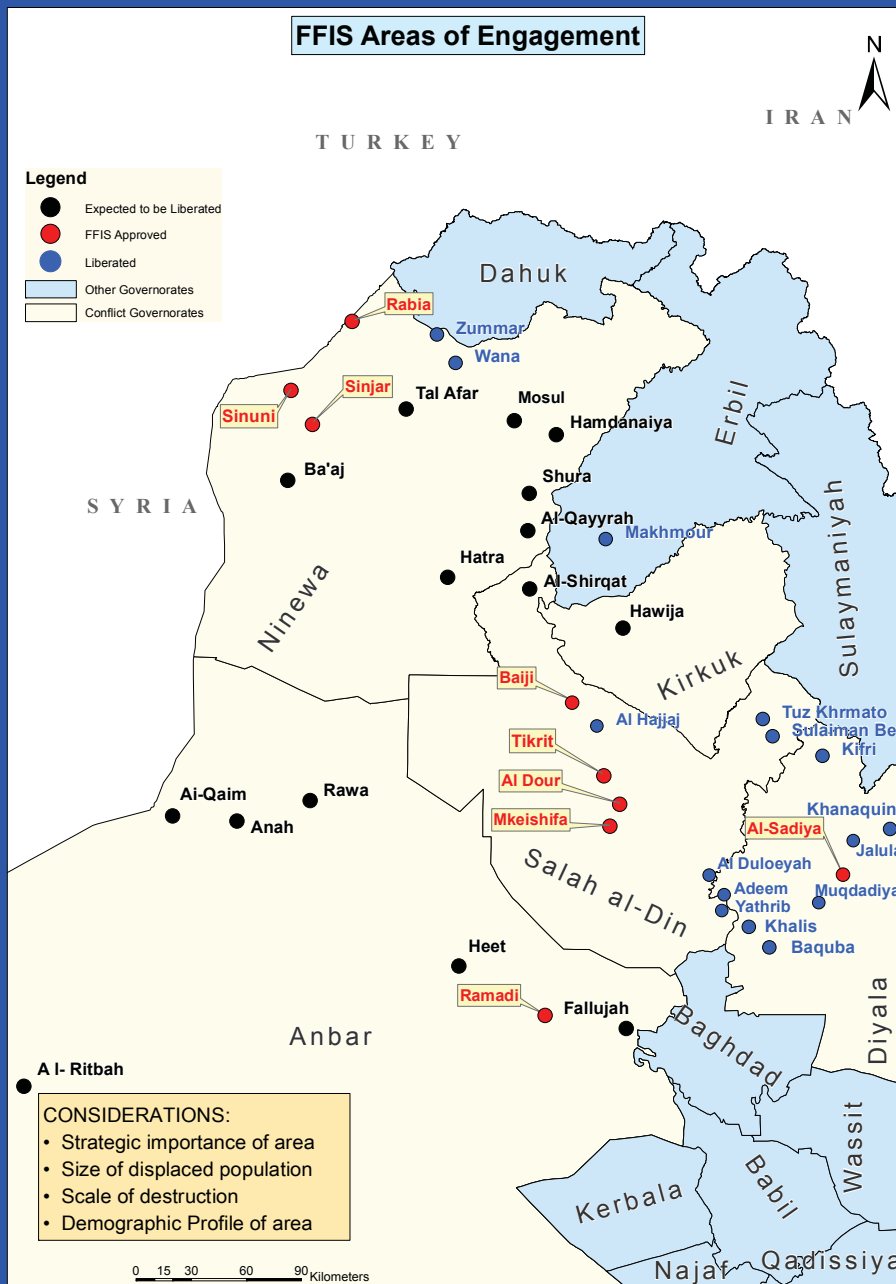 FFIS Areas of Engagement
N
IRAN
TURKEY
Legend
Expected to be Liberated
FFIS Approved
Liberated
Other Governorates
Conflict Governorates
Dahuk
Rabia
Zummar
Wana
Sinjar
Sinuni
Tal Afar
Mosul
Hamdanaiya
Erbil
Ba'aj
Shura
SYRIA
Al-Qayyrah
Makhmour
Sulaymaniyah
Hatra
Al-Shirqat
Ninewa
Hawija
Kirkuk
Baiji
Al Hajjaj
Tuz Khrmato
Sulaiman Be
Kifri
Tikrit
Al Dour
Mkeishifa
Ai-Qaim
Rawa
Anah
Khanaquin
Al-Sadiya
Jalula
Salah al-Din
Al Duloeyah
Adeem
Muqdadiya
Yathrib
Khalis
Baquba
Heet
Ramadi
Fallujah
Anbar
Baghdad
Diyala
A l- Ritbah
CONSIDERATIONS:
• Strategic importance of area
• Size of displaced population
• Scale of destruction
• Demographic Profile of area
Wassit
Kerbala
Babil
Najaf
Qadissiya
0 15 30 60 90 Kilometers